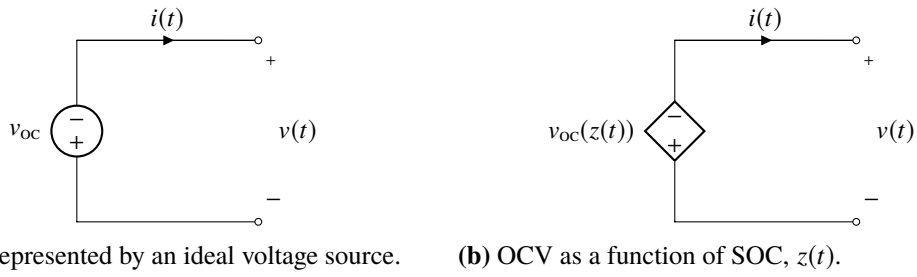 i(t) i(t)
+ +
− −
v_OC v(t) v_OC(z(t)) v(t)
+ +
− −
epresented by an ideal voltage source. (b) OCV as a function of SOC, z(t).